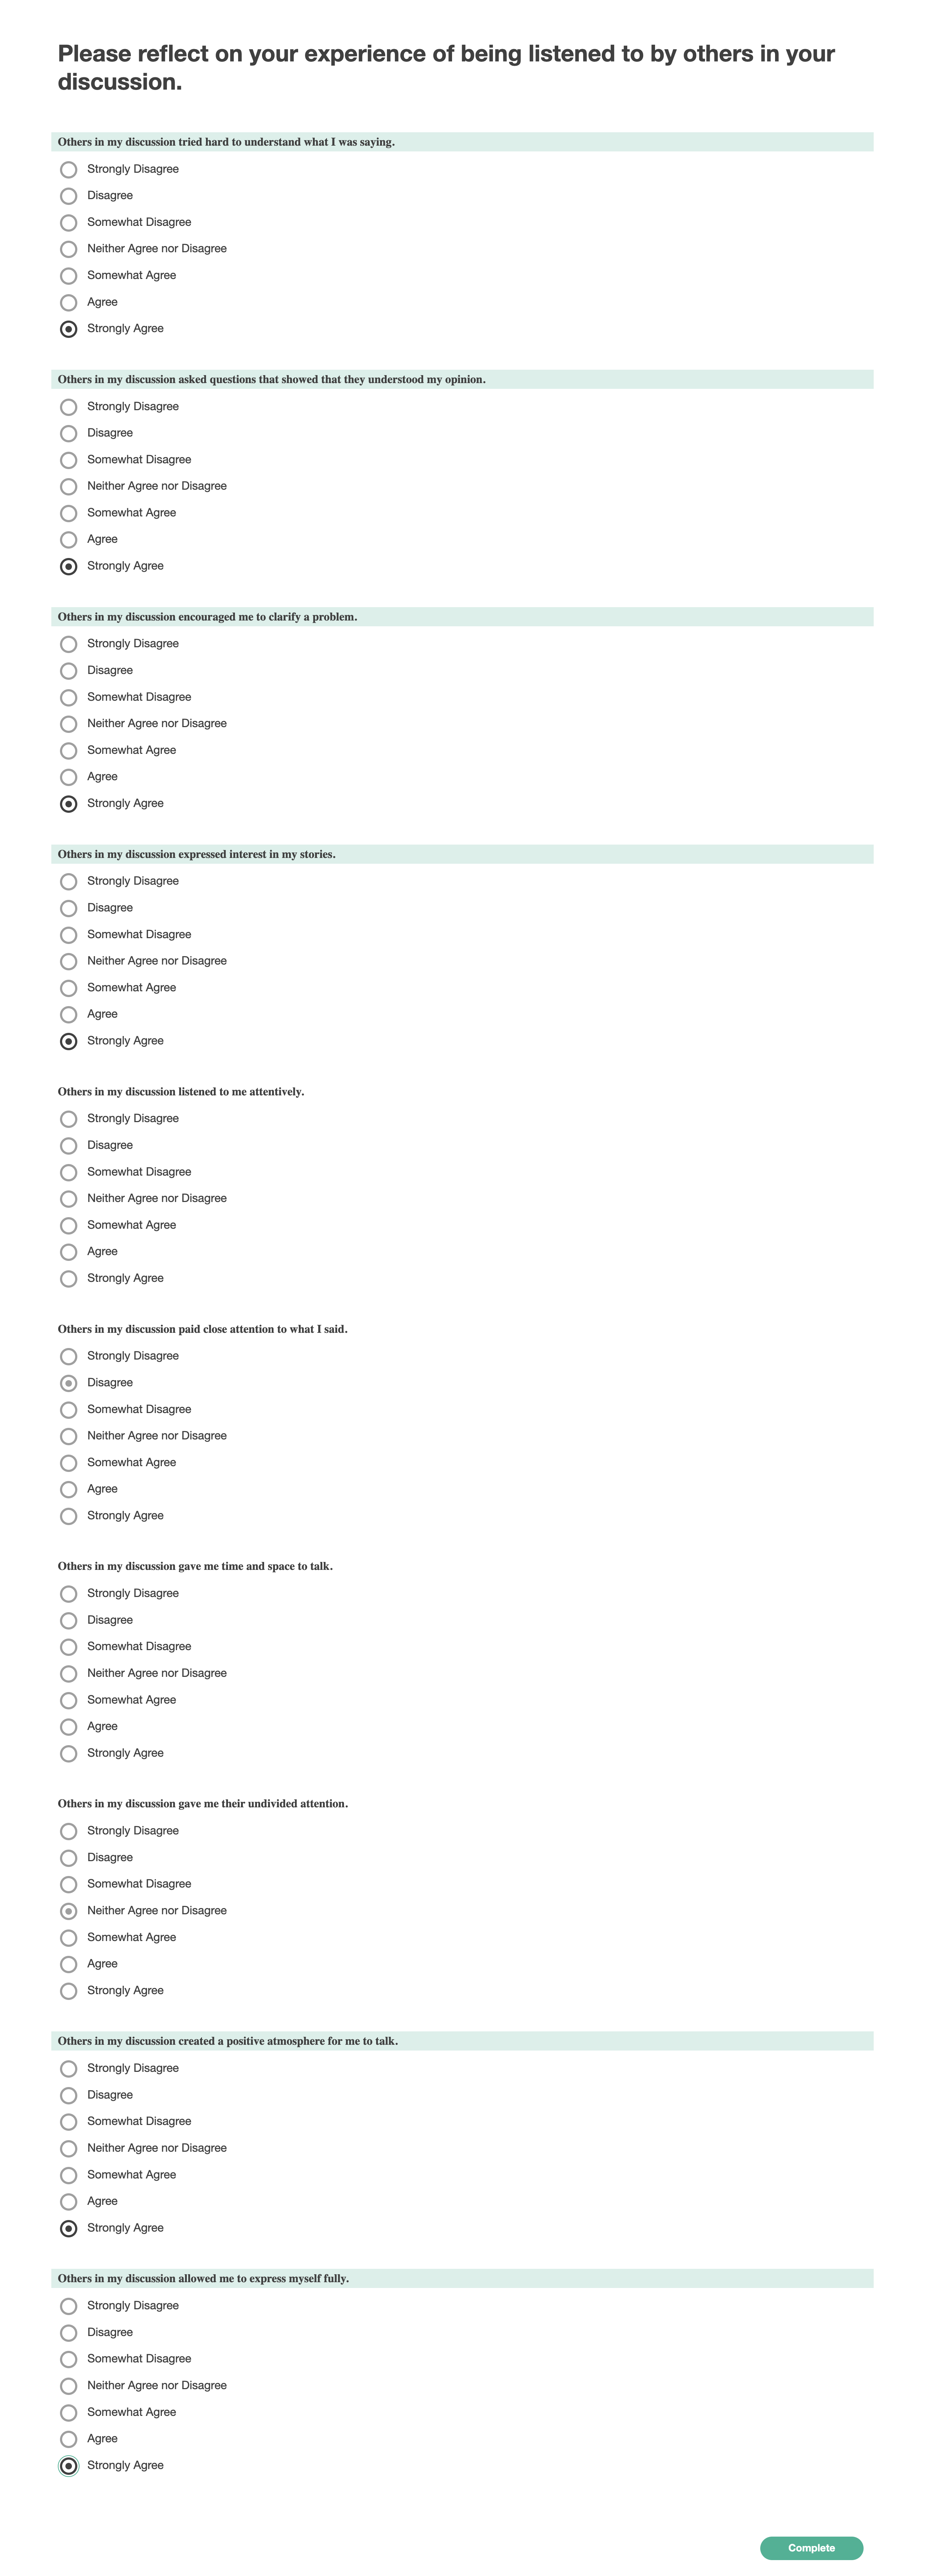 Please reflect on your experience of being listened to by others in your
discussion.
Others in my discussion tried hard to understand what I was saying.
Strongly Disagree
Disagree
Somewhat Disagree
Neither Agree nor Disagree
Somewhat Agree
Agree
Strongly Agree
Others in my discussion asked questions that showed that they understood my opinion.
Strongly Disagree
Disagree
Somewhat Disagree
Neither Agree nor Disagree
Somewhat Agree
Agree
Strongly Agree
Others in my discussion encouraged me to clarify a problem.
Strongly Disagree
Disagree
Somewhat Disagree
Neither Agree nor Disagree
Somewhat Agree
Agree
Strongly Agree
Others in my discussion expressed interest in my stories.
Strongly Disagree
Disagree
Somewhat Disagree
Neither Agree nor Disagree
Somewhat Agree
Agree
Strongly Agree
Others in my discussion listened to me attentively.
Strongly Disagree
Disagree
Somewhat Disagree
Neither Agree nor Disagree
Somewhat Agree
Agree
Strongly Agree
Others in my discussion paid close attention to what I said.
Strongly Disagree
Disagree
Somewhat Disagree
Neither Agree nor Disagree
Somewhat Agree
Agree
Strongly Agree
Others in my discussion gave me time and space to talk.
Strongly Disagree
Disagree
Somewhat Disagree
Neither Agree nor Disagree
Somewhat Agree
Agree
Strongly Agree
Others in my discussion gave me their undivided attention.
Strongly Disagree
Disagree
Somewhat Disagree
Neither Agree nor Disagree
Somewhat Agree
Agree
Strongly Agree
Others in my discussion created a positive atmosphere for me to talk.
Strongly Disagree
Disagree
Somewhat Disagree
Neither Agree nor Disagree
Somewhat Agree
Agree
Strongly Agree
Others in my discussion allowed me to express myself fully.
Strongly Disagree
Disagree
Somewhat Disagree
Neither Agree nor Disagree
Somewhat Agree
Agree
Strongly Agree
Complete